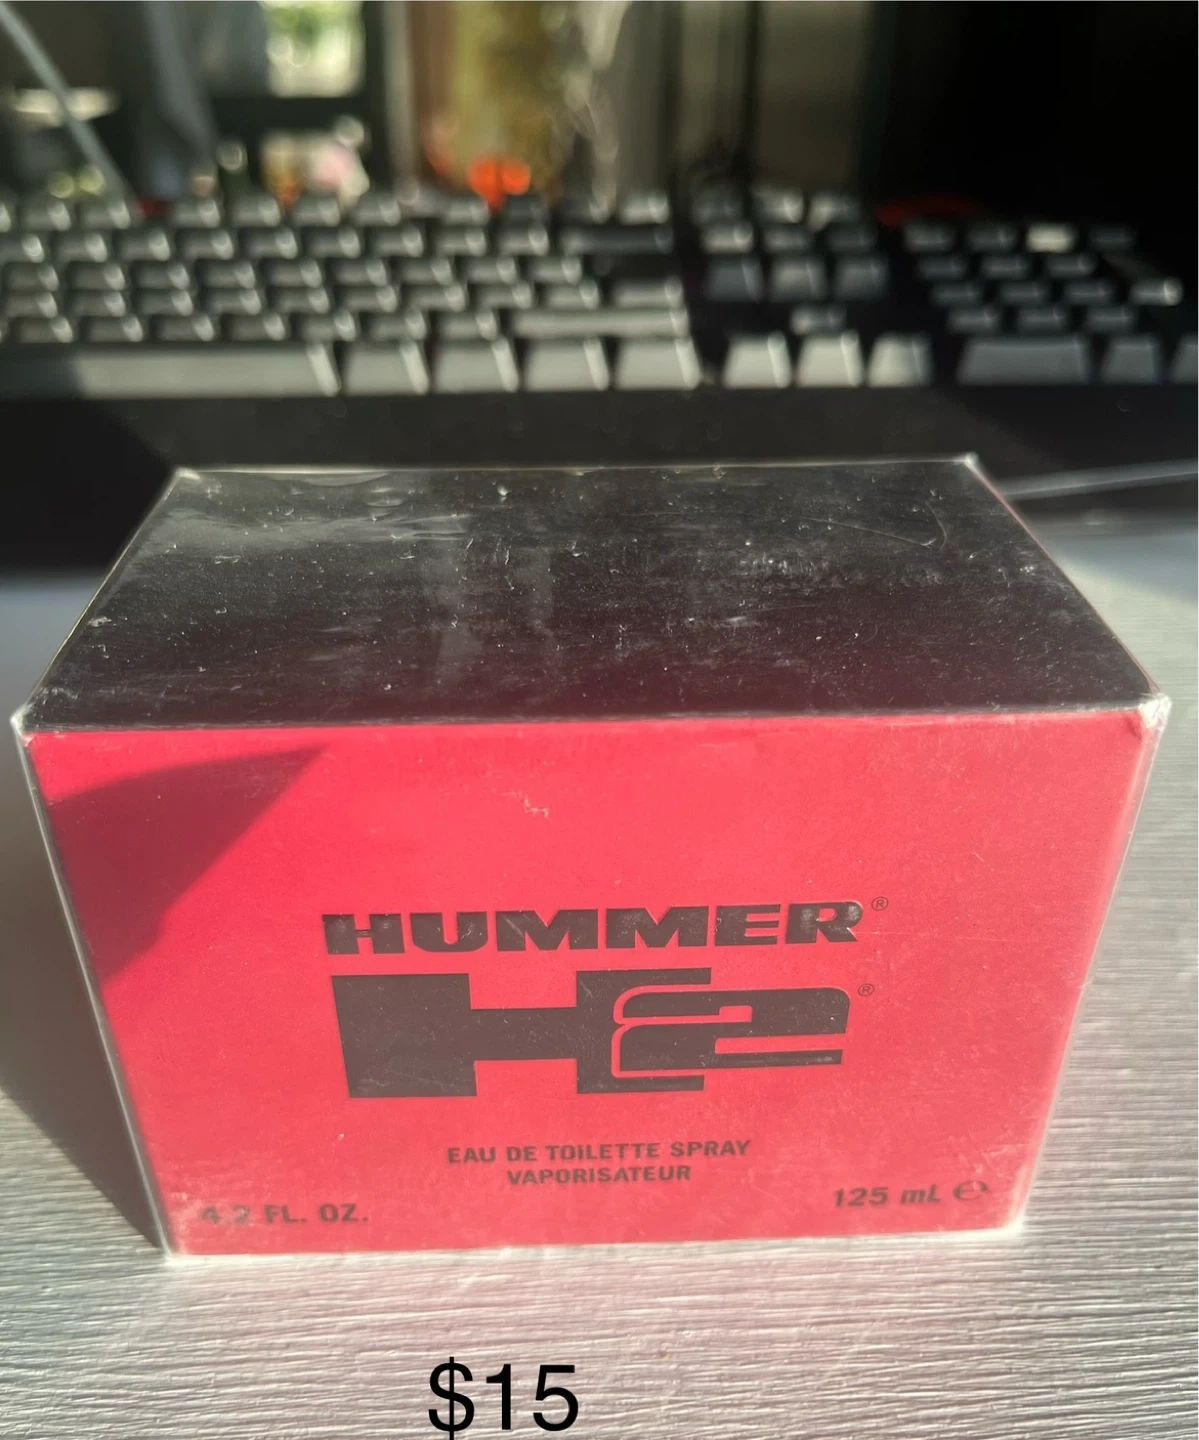 HUMMER®
H2®
EAU DE TOILETTE SPRAY
VAPORISATEUR
4.2 FL. OZ.
125 mL ℮
$15